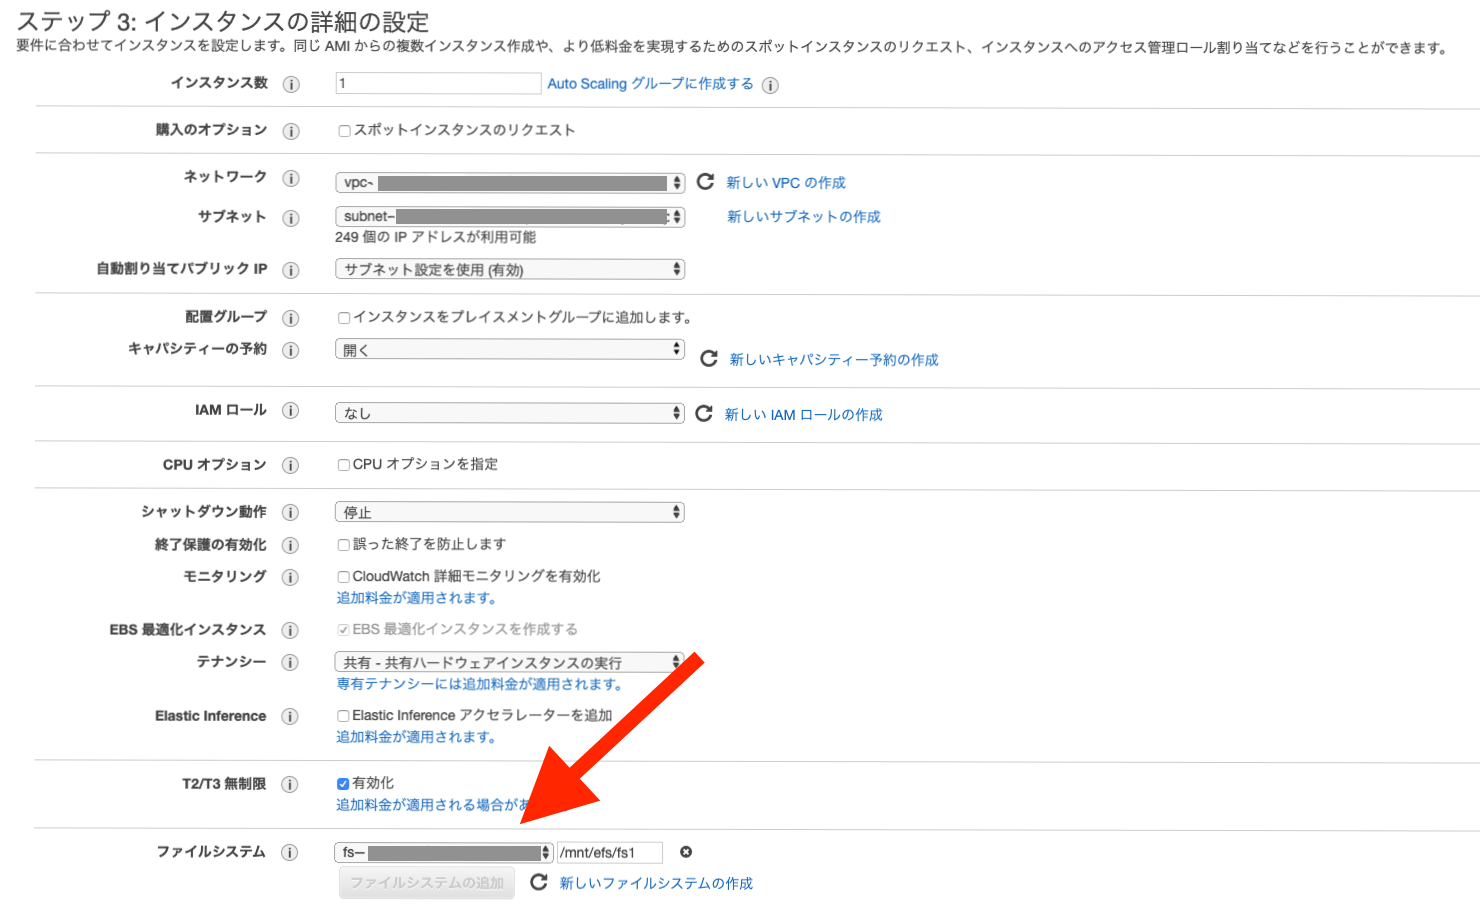 ステップ 3: インスタンスの詳細の設定
要件に合わせてインスタンスを設定します。同じ AMI からの複数インスタンス作成や、より低料金を実現するためのスポットインスタンスのリクエスト、インスタンスへのアクセス管理ロール割り当てなどを行うことができます。
インスタンス数 1 Auto Scaling グループに作成する
購入のオプション スポットインスタンスのリクエスト
ネットワーク vpc- 新しい VPC の作成
サブネット subnet- 新しいサブネットの作成
249 個の IP アドレスが利用可能
自動割り当てパブリック IP サブネット設定を使用 (有効)
配置グループ インスタンスをプレイスメントグループに追加します。
キャパシティーの予約 開く 新しいキャパシティー予約の作成
IAM ロール なし 新しい IAM ロールの作成
CPU オプション CPU オプションを指定
シャットダウン動作 停止
終了保護の有効化 誤った終了を防止します
モニタリング CloudWatch 詳細モニタリングを有効化
追加料金が適用されます。
EBS 最適化インスタンス EBS 最適化インスタンスを作成する
テナンシー 共有 - 共有ハードウェアインスタンスの実行
専有テナンシーには追加料金が適用されます。
Elastic Inference Elastic Inference アクセラレーターを追加
追加料金が適用されます。
T2/T3 無制限 有効化
追加料金が適用される場合があ
ファイルシステム fs- /mnt/efs/fs1
ファイルシステムの追加 新しいファイルシステムの作成